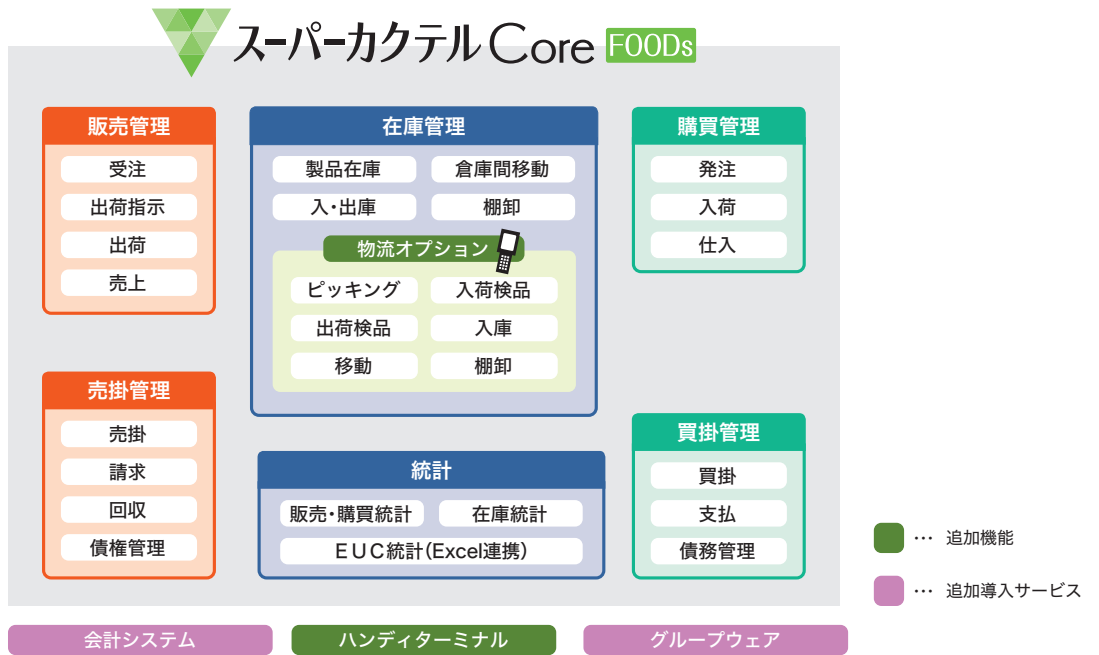 スーパーカクテル Core FOODs
販売管理
受注
出荷指示
出荷
売上
在庫管理
製品在庫
倉庫間移動
入・出庫
棚卸
物流オプション
ピッキング
入荷検品
出荷検品
入庫
移動
棚卸
購買管理
発注
入荷
仕入
売掛管理
売掛
請求
回収
債権管理
統計
販売・購買統計
在庫統計
EUC統計(Excel連携)
買掛管理
買掛
支払
債務管理
… 追加機能
… 追加導入サービス
会計システム
ハンディターミナル
グループウェア